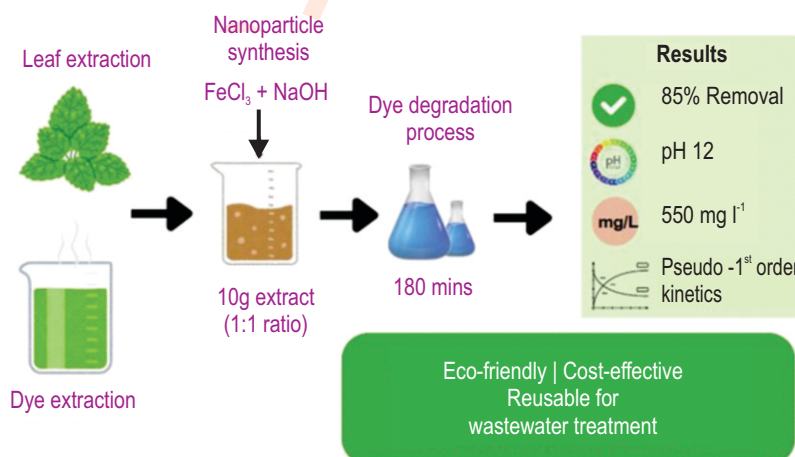 Leaf extraction
Dye extraction
Nanoparticle
synthesis
FeCl₃ + NaOH
10g extract
(1:1 ratio)
Dye degradation
process
180 mins
Results
85% Removal
pH
pH 12
mg/L
550 mg l⁻¹
Pseudo -1ˢᵗ order
kinetics
Eco-friendly | Cost-effective
Reusable for
wastewater treatment